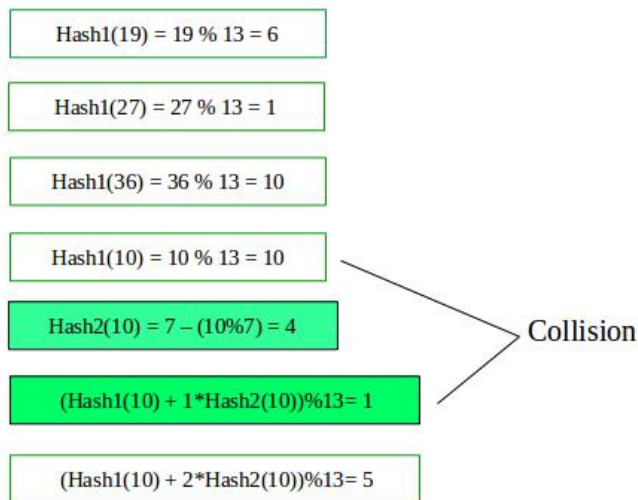 Hash1(19) = 19 % 13 = 6
Hash1(27) = 27 % 13 = 1
Hash1(36) = 36 % 13 = 10
Hash1(10) = 10 % 13 = 10
Hash2(10) = 7 – (10%7) = 4
Collision
(Hash1(10) + 1*Hash2(10))%13= 1
(Hash1(10) + 2*Hash2(10))%13= 5